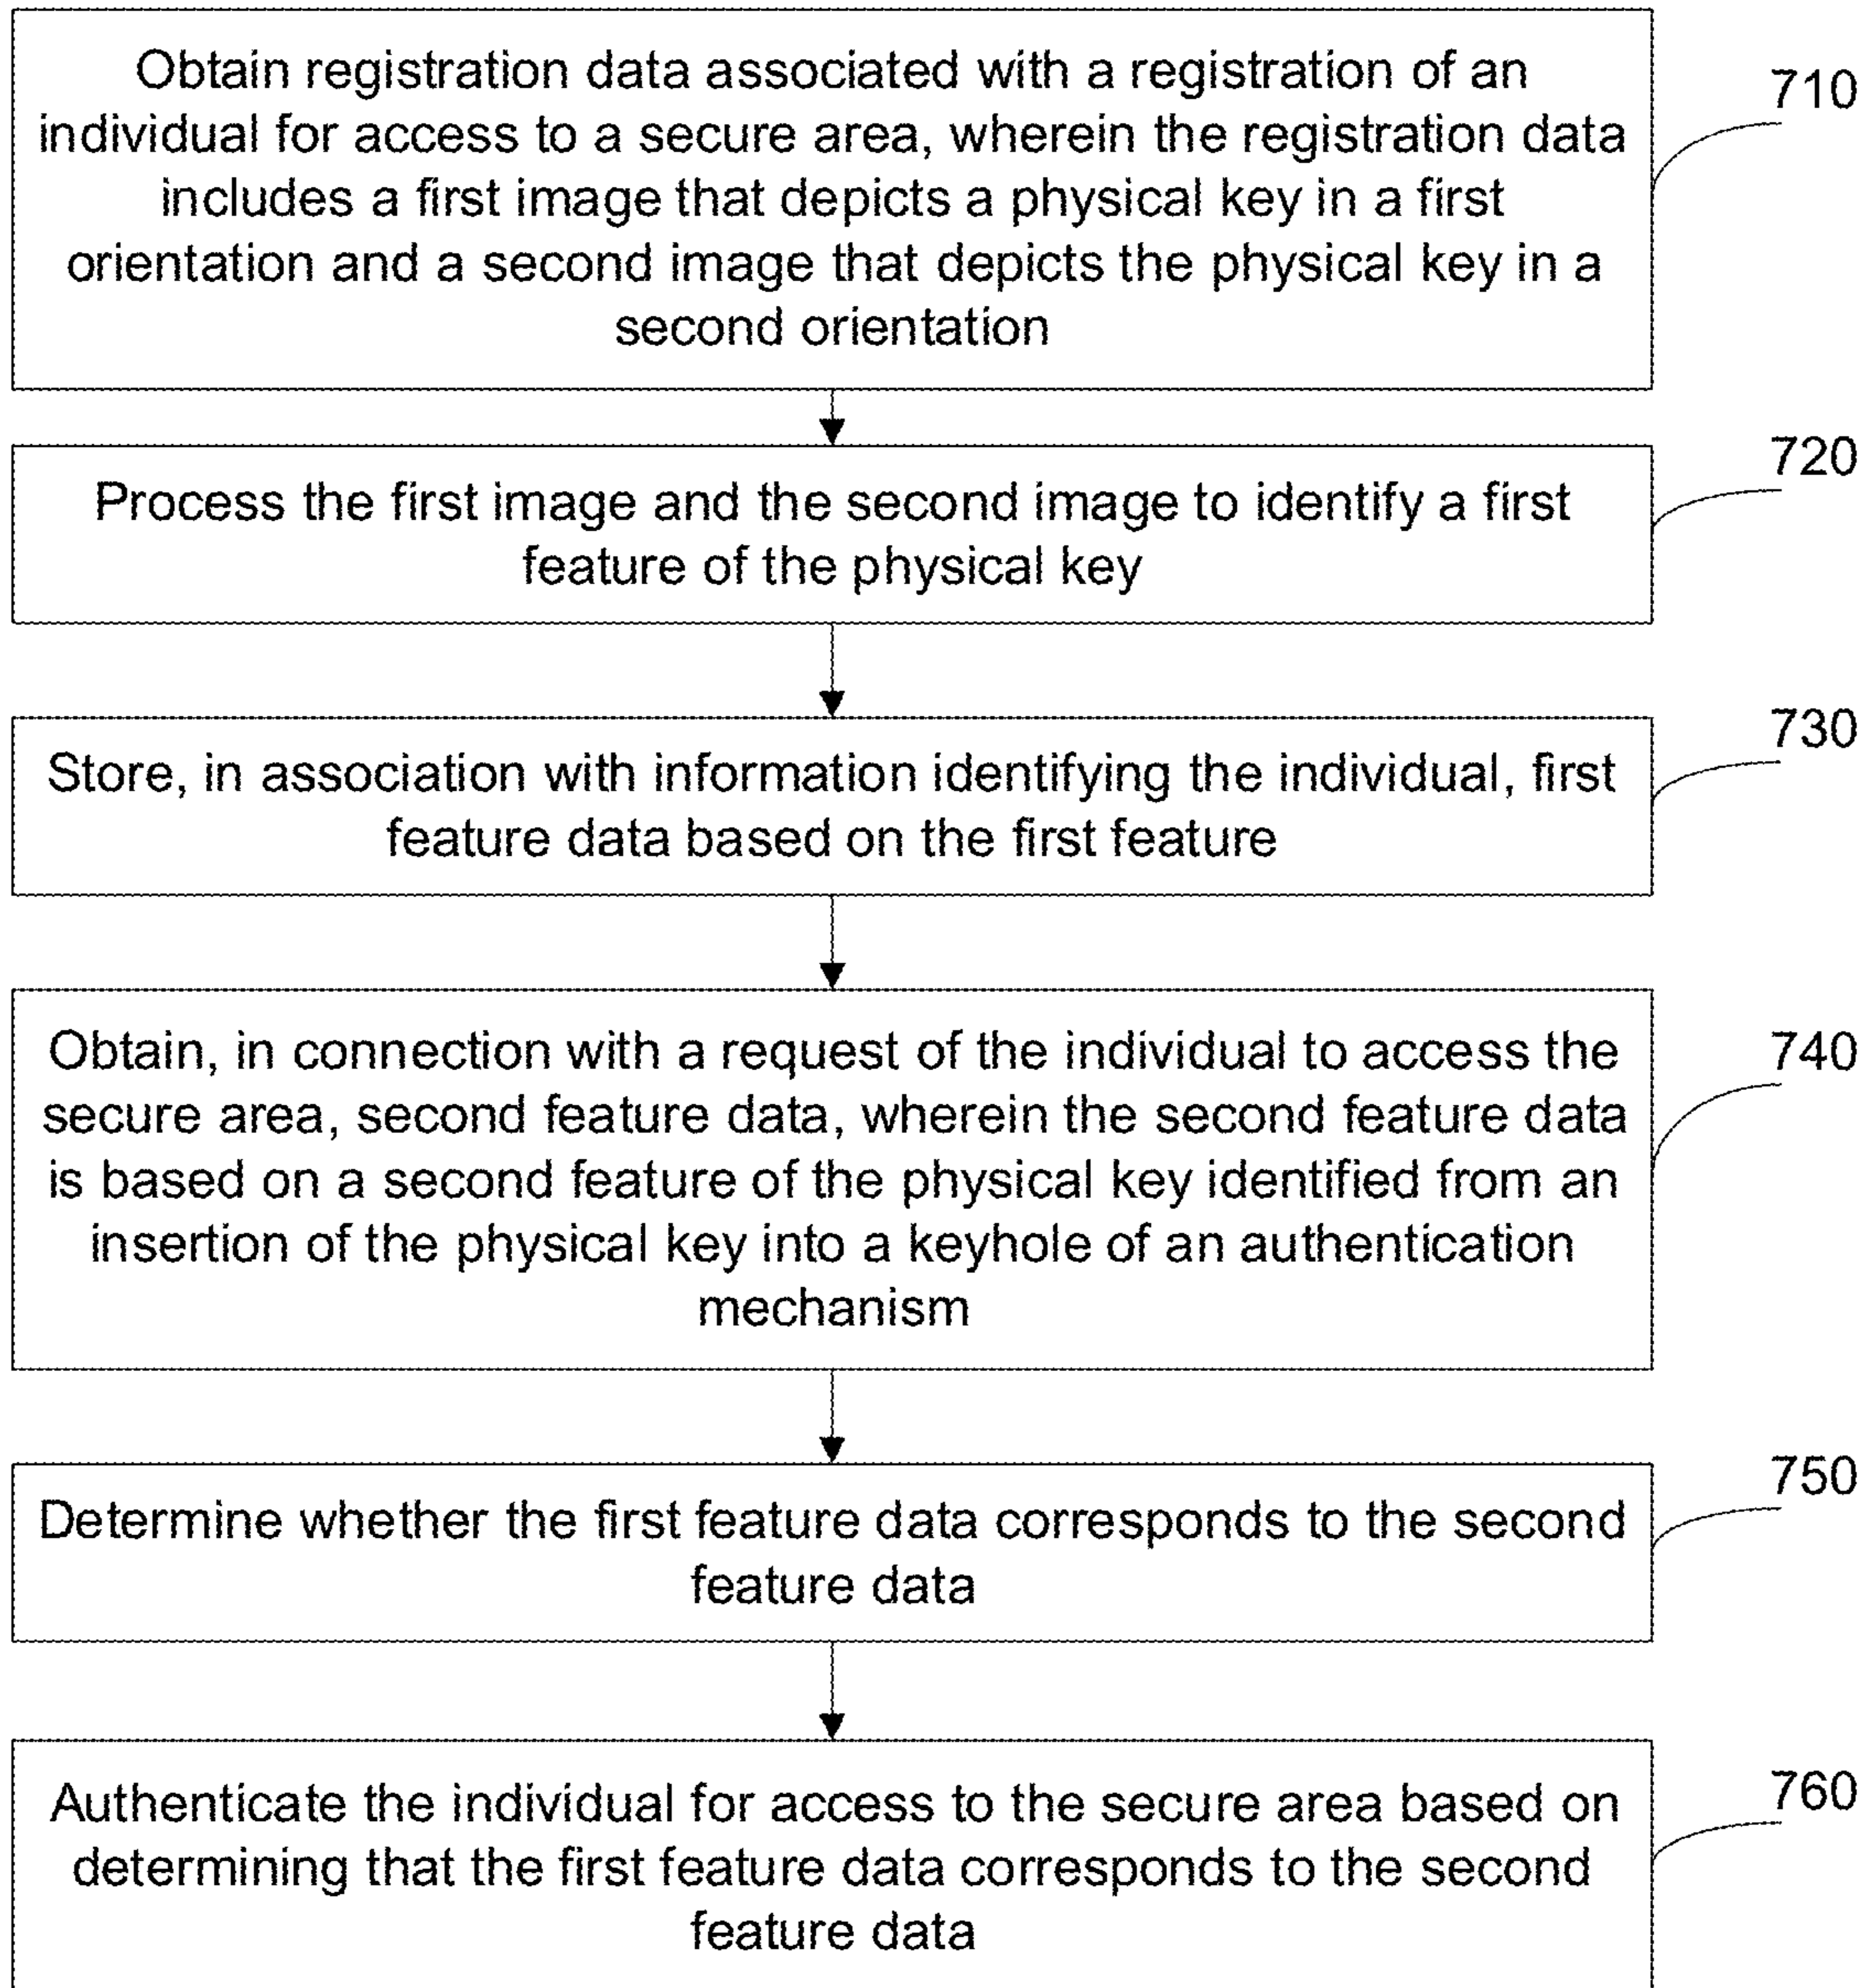 Obtain registration data associated with a registration of an
individual for access to a secure area, wherein the registration data
includes a first image that depicts a physical key in a first
orientation and a second image that depicts the physical key in a
second orientation
710
Process the first image and the second image to identify a first
feature of the physical key
720
Store, in association with information identifying the individual, first
feature data based on the first feature
730
Obtain, in connection with a request of the individual to access the
secure area, second feature data, wherein the second feature data
is based on a second feature of the physical key identified from an
insertion of the physical key into a keyhole of an authentication
mechanism
740
Determine whether the first feature data corresponds to the second
feature data
750
Authenticate the individual for access to the secure area based on
determining that the first feature data corresponds to the second
feature data
760